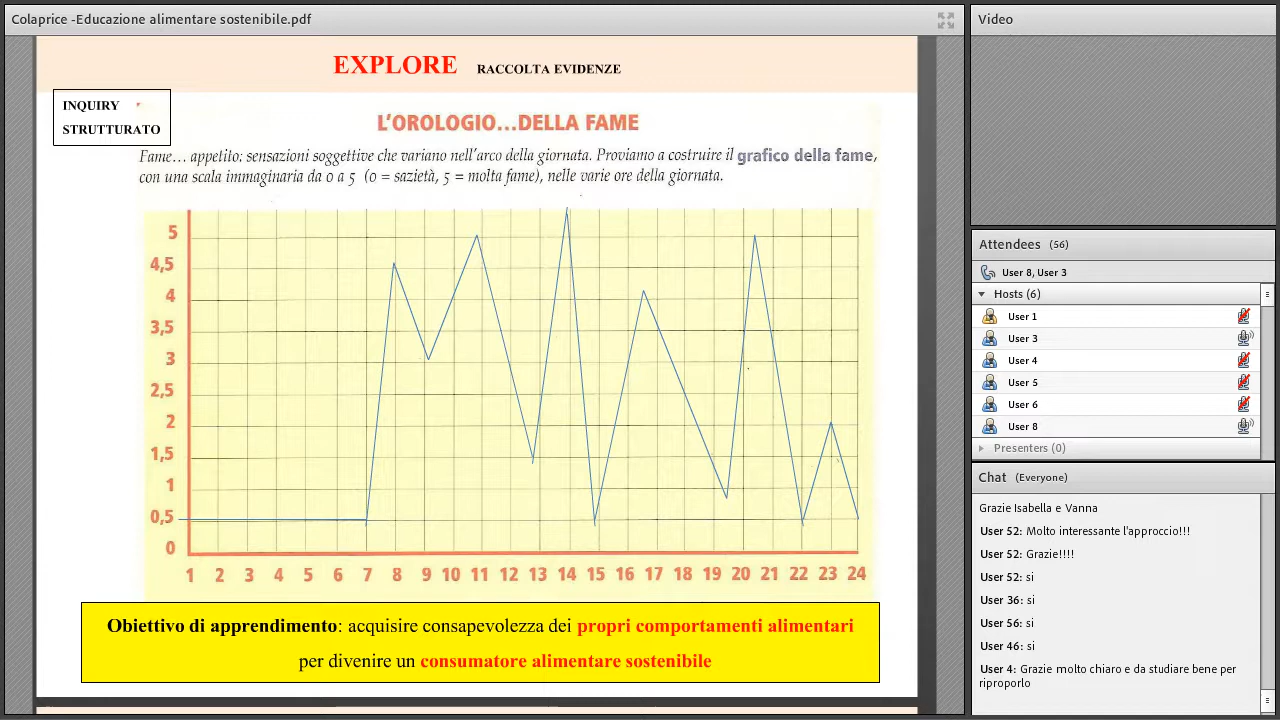 Colaprice -Educazione alimentare sostenibile.pdf
EXPLORE RACCOLTA EVIDENZE
INQUIRY
STRUTTURATO
L'OROLOGIO...DELLA FAME
Fame... appetito: sensazioni soggettive che variano nell'arco della giornata. Proviamo a costruire il grafico della fame,
con una scala immaginaria da 0 a 5 (0 = sazietà, 5 = molta fame), nelle varie ore della giornata.
5
4,5
4
3,5
3
2,5
2
1,5
1
0,5
0
1 2 3 4 5 6 7 8 9 10 11 12 13 14 15 16 17 18 19 20 21 22 23 24
Obiettivo di apprendimento: acquisire consapevolezza dei propri comportamenti alimentari
per divenire un consumatore alimentare sostenibile
Video
Attendees (56)
User 8, User 3
Hosts (6)
User 1
User 3
User 4
User 5
User 6
User 8
Presenters (0)
Chat (Everyone)
Grazie Isabella e Vanna
User 52: Molto interessante l'approccio!!!
User 52: Grazie!!!!
User 52: si
User 36: si
User 56: si
User 46: si
User 4: Grazie molto chiaro e da studiare bene per
riproporlo